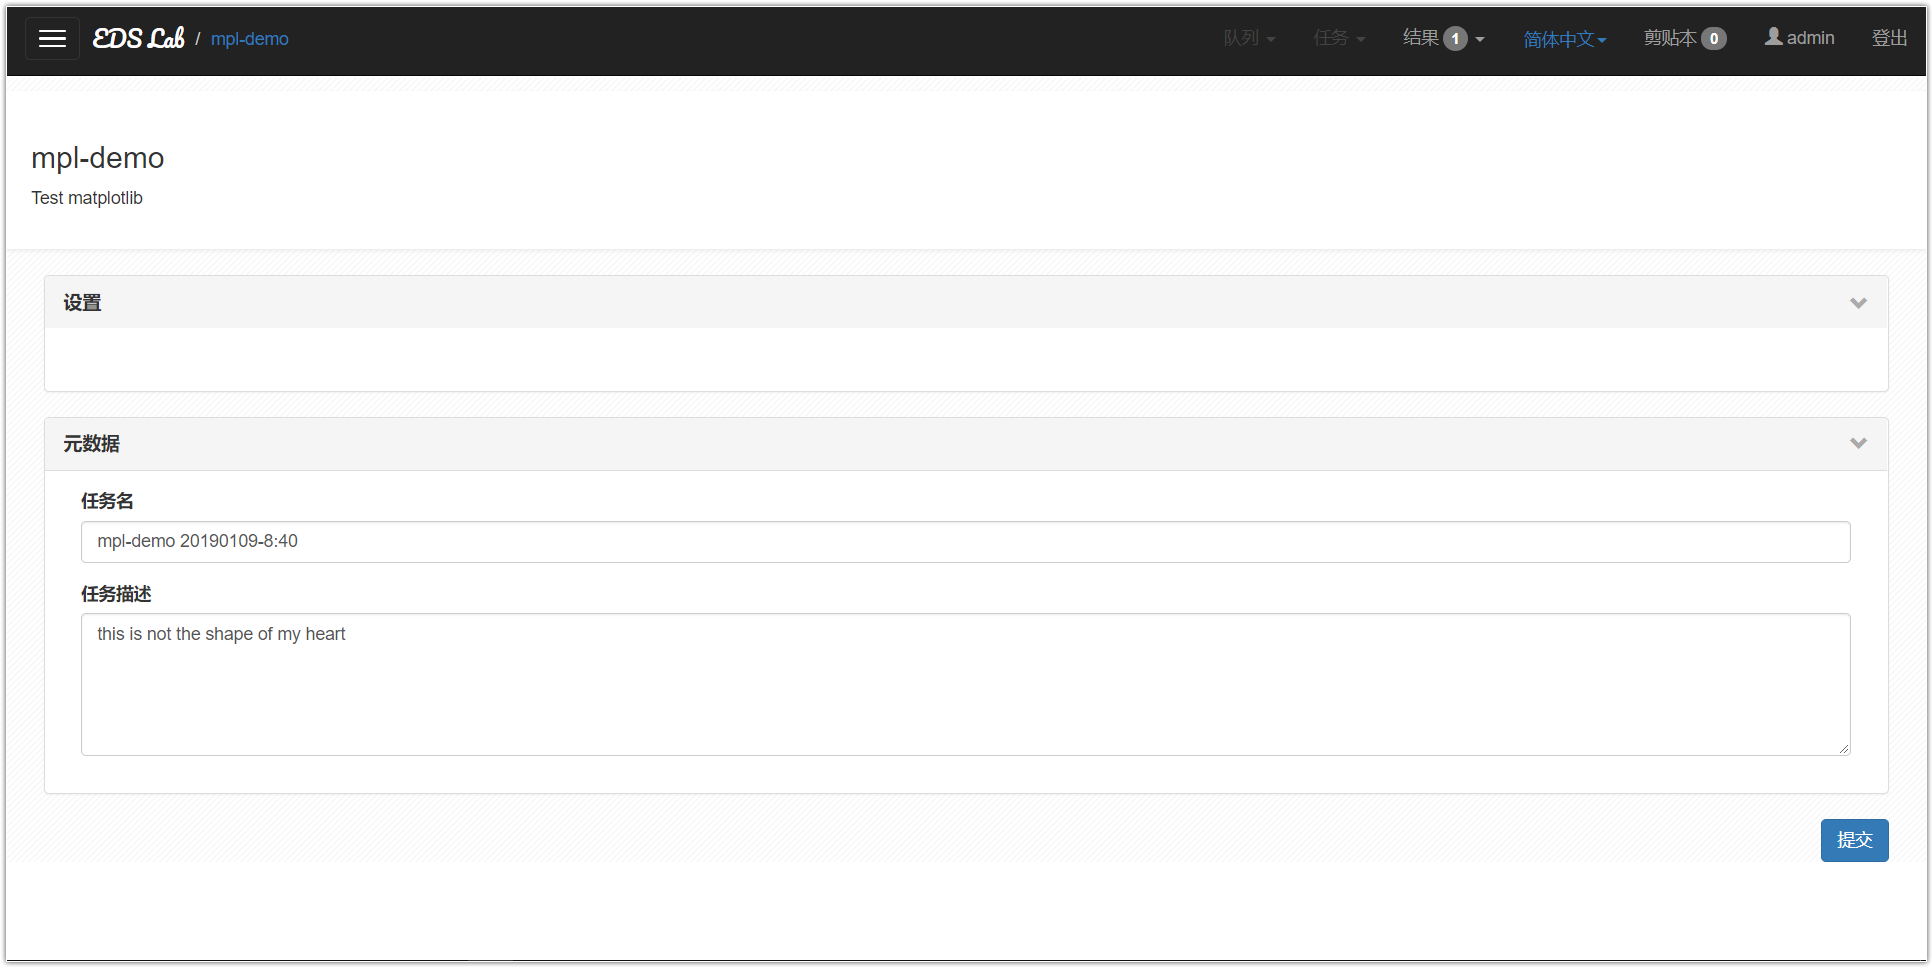 EDS Lab / mpl-demo 队列 任务 结果 1 简体中文 剪贴本 0 admin 登出
mpl-demo
Test matplotlib
设置
元数据
任务名
mpl-demo 20190109-8:40
任务描述
this is not the shape of my heart
提交